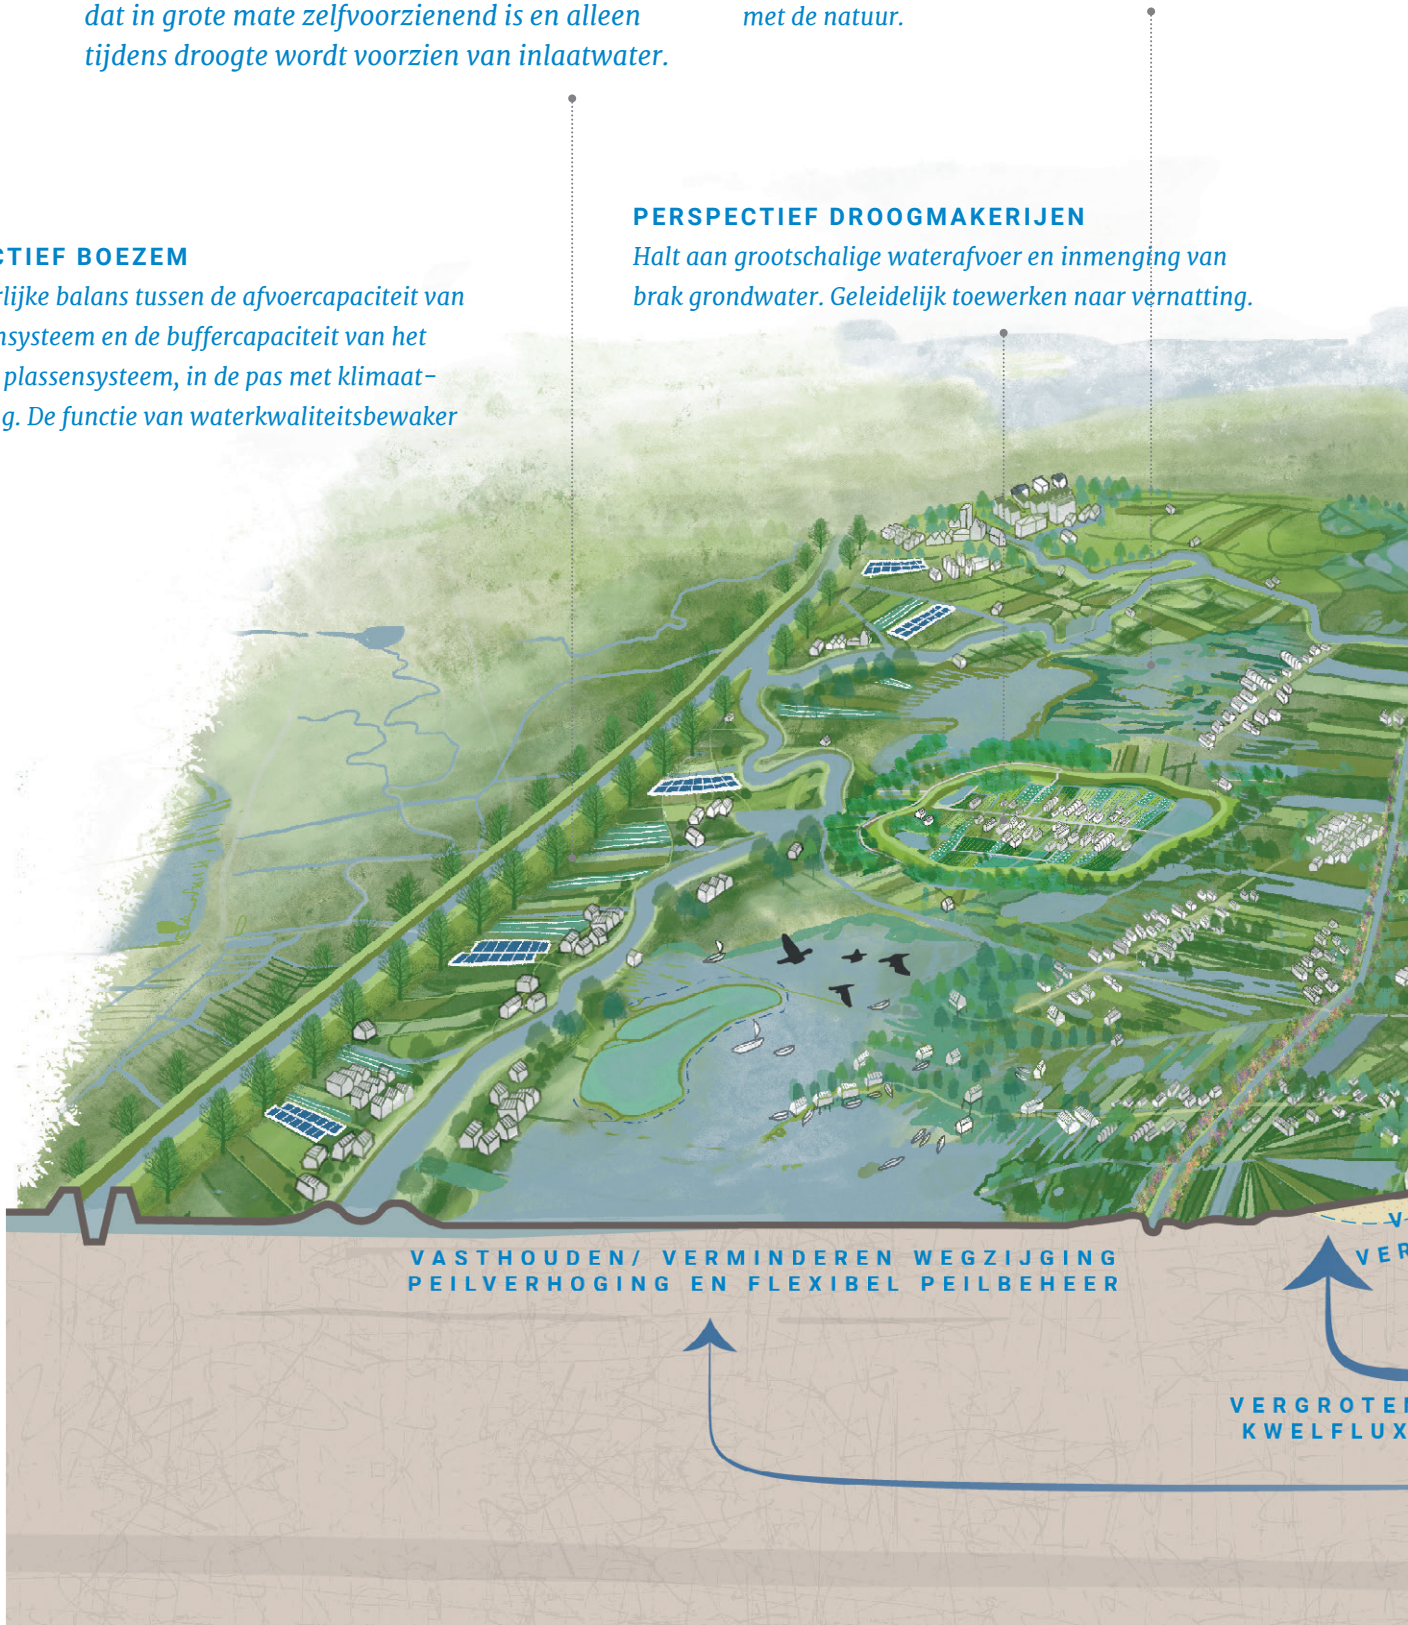 dat in grote mate zelfvoorzienend is en alleen
tijdens droogte wordt voorzien van inlaatwater.
met de natuur.
PERSPECTIEF DROOGMAKERIJEN
Halt aan grootschalige waterafvoer en inmenging van
brak grondwater. Geleidelijk toewerken naar vernatting.
CTIEF BOEZEM
rlijke balans tussen de afvoercapaciteit van
nsysteem en de buffercapaciteit van het
plassensysteem, in de pas met klimaat-
g. De functie van waterkwaliteitsbewaker
VASTHOUDEN/ VERMINDEREN WEGZIJGING
PEILVERHOGING EN FLEXIBEL PEILBEHEER
V
VER
VERGROTEN
KWELFLUX